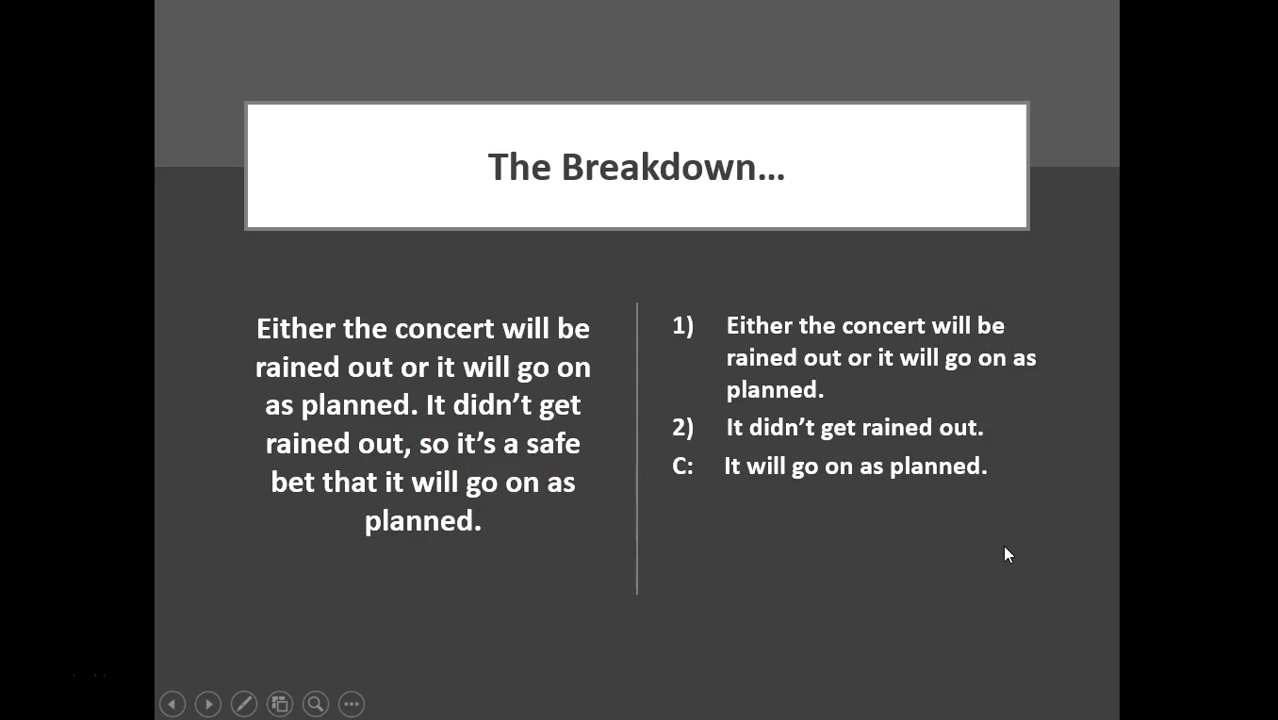 The Breakdown...
Either the concert will be
rained out or it will go on
as planned. It didn’t get
rained out, so it’s a safe
bet that it will go on as
planned.
1) Either the concert will be
rained out or it will go on as
planned.
2) It didn’t get rained out.
C: It will go on as planned.